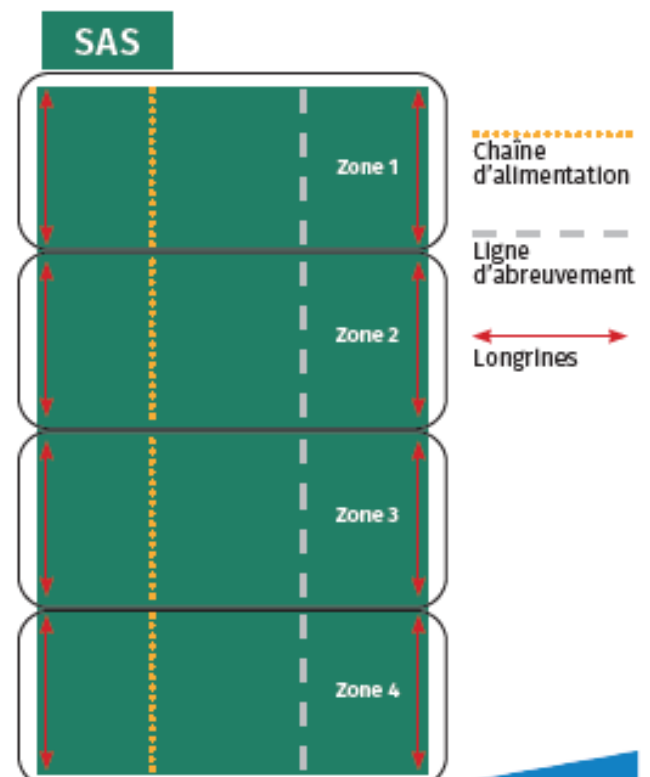 SAS
Zone 1
Zone 2
Zone 3
Zone 4
Chaîne
d'alimentation
Ligne
d'abreuvement
Longrines